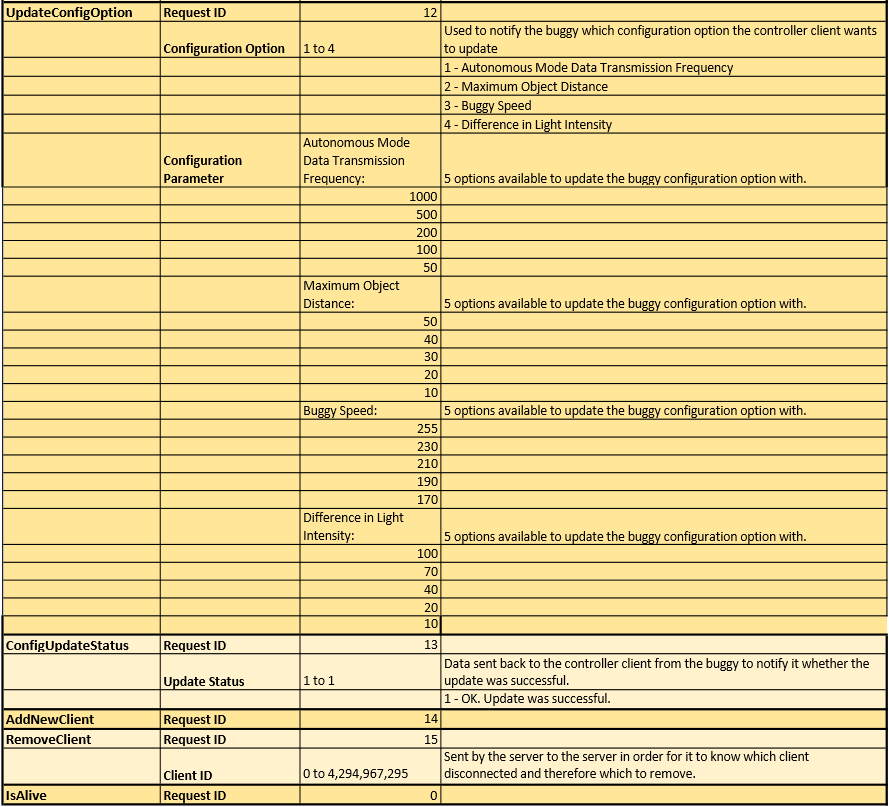 UpdateConfigOption Request ID 12
Configuration Option 1 to 4 Used to notify the buggy which configuration option the controller client wants
to update
1 - Autonomous Mode Data Transmission Frequency
2 - Maximum Object Distance
3 - Buggy Speed
4 - Difference in Light Intensity
Configuration
Parameter
Autonomous Mode
Data Transmission
Frequency:
5 options available to update the buggy configuration option with.
1000
500
200
100
50
Maximum Object
Distance:
5 options available to update the buggy configuration option with.
50
40
30
20
10
Buggy Speed: 5 options available to update the buggy configuration option with.
255
230
210
190
170
Difference in Light
Intensity:
5 options available to update the buggy configuration option with.
100
70
40
20
10
ConfigUpdateStatus Request ID 13
Update Status 1 to 1 Data sent back to the controller client from the buggy to notify it whether the
update was successful.
1 - OK. Update was successful.
AddNewClient Request ID 14
RemoveClient Request ID 15
Client ID 0 to 4,294,967,295 Sent by the server to the server in order for it to know which client
disconnected and therefore which to remove.
IsAlive Request ID 0